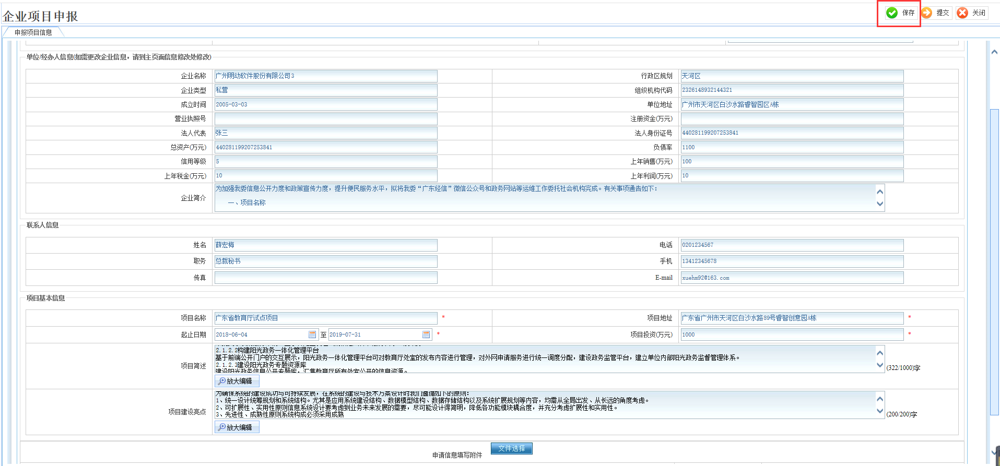 企业项目申报
保存 提交 关闭
申报项目信息
单位/经办人信息(如需更改企业信息，请到主页面信息修改处修改)
企业名称 广州明动软件股份有限公司3 行政区规划 天河区
企业类型 私营 组织机构代码 2326148932144321
成立时间 2005-03-03 单位地址 广州市天河区白沙水路睿智园区A栋
营业执照号 注册资金(万元)
法人代表 张三 法人身份证号 440281199207253841
总资产(万元) 440281199207253841 负债率 1100
信用等级 5 上年销售(万元) 100
上年税金(万元) 10 上年利润(万元) 10
企业简介 为加强我委信息公开力度和政策宣传力度，提升便民服务水平，拟将我委“广东经信”微信公众号和政务网站等运维工作委托社会机构完成。有关事项通告如下：
一、项目名称
联系人信息
姓名 薛宏梅 电话 0201234567
职务 总裁秘书 手机 13412345678
传真 E-mail xuehm92@163.com
项目基本信息
项目名称 广东省教育厅试点项目 * 项目地址 广东省广州市天河区白沙水路89号睿智创意园A栋 *
起止日期 2018-06-04 至 2019-07-31 * 项目投资(万元) 1000 *
2.1.2.2构建阳光政务一体化管理平台
基于前端公开门户的交互展示，阳光政务一体化管理平台可对教育厅处室的发布内容进行管理，对外网申请服务进行统一调度分配，建设政务监管平台，建立单位内部阳光政务监督管理体系。
项目简述 2.1.2.3建设阳光政务专题资源库 (322/1000)字
建设阳光政务信息公开专题库，汇集教育厅所有处室公开的信息资源。
放大编辑
为确保系统的建设成功与可持续发展，在系统的建设与技术方案设计时我们遵循如下的原则：
1、统一设计统筹规划和系统结构。尤其是应用系统建设结构、数据模型结构、数据存储结构以及系统扩展规划等内容，均需从全局出发、从长远的角度考虑。
2、可扩展性、实用性原则信息系统设计要考虑到业务未来发展的需要，尽可能设计得简明，降低各功能模块耦合度，并充分考虑扩展性和实用性。
项目建设亮点 3、先进性、成熟性原则系统构成必须采用成熟 (200/200)字
放大编辑
申请信息填写附件 文件选择